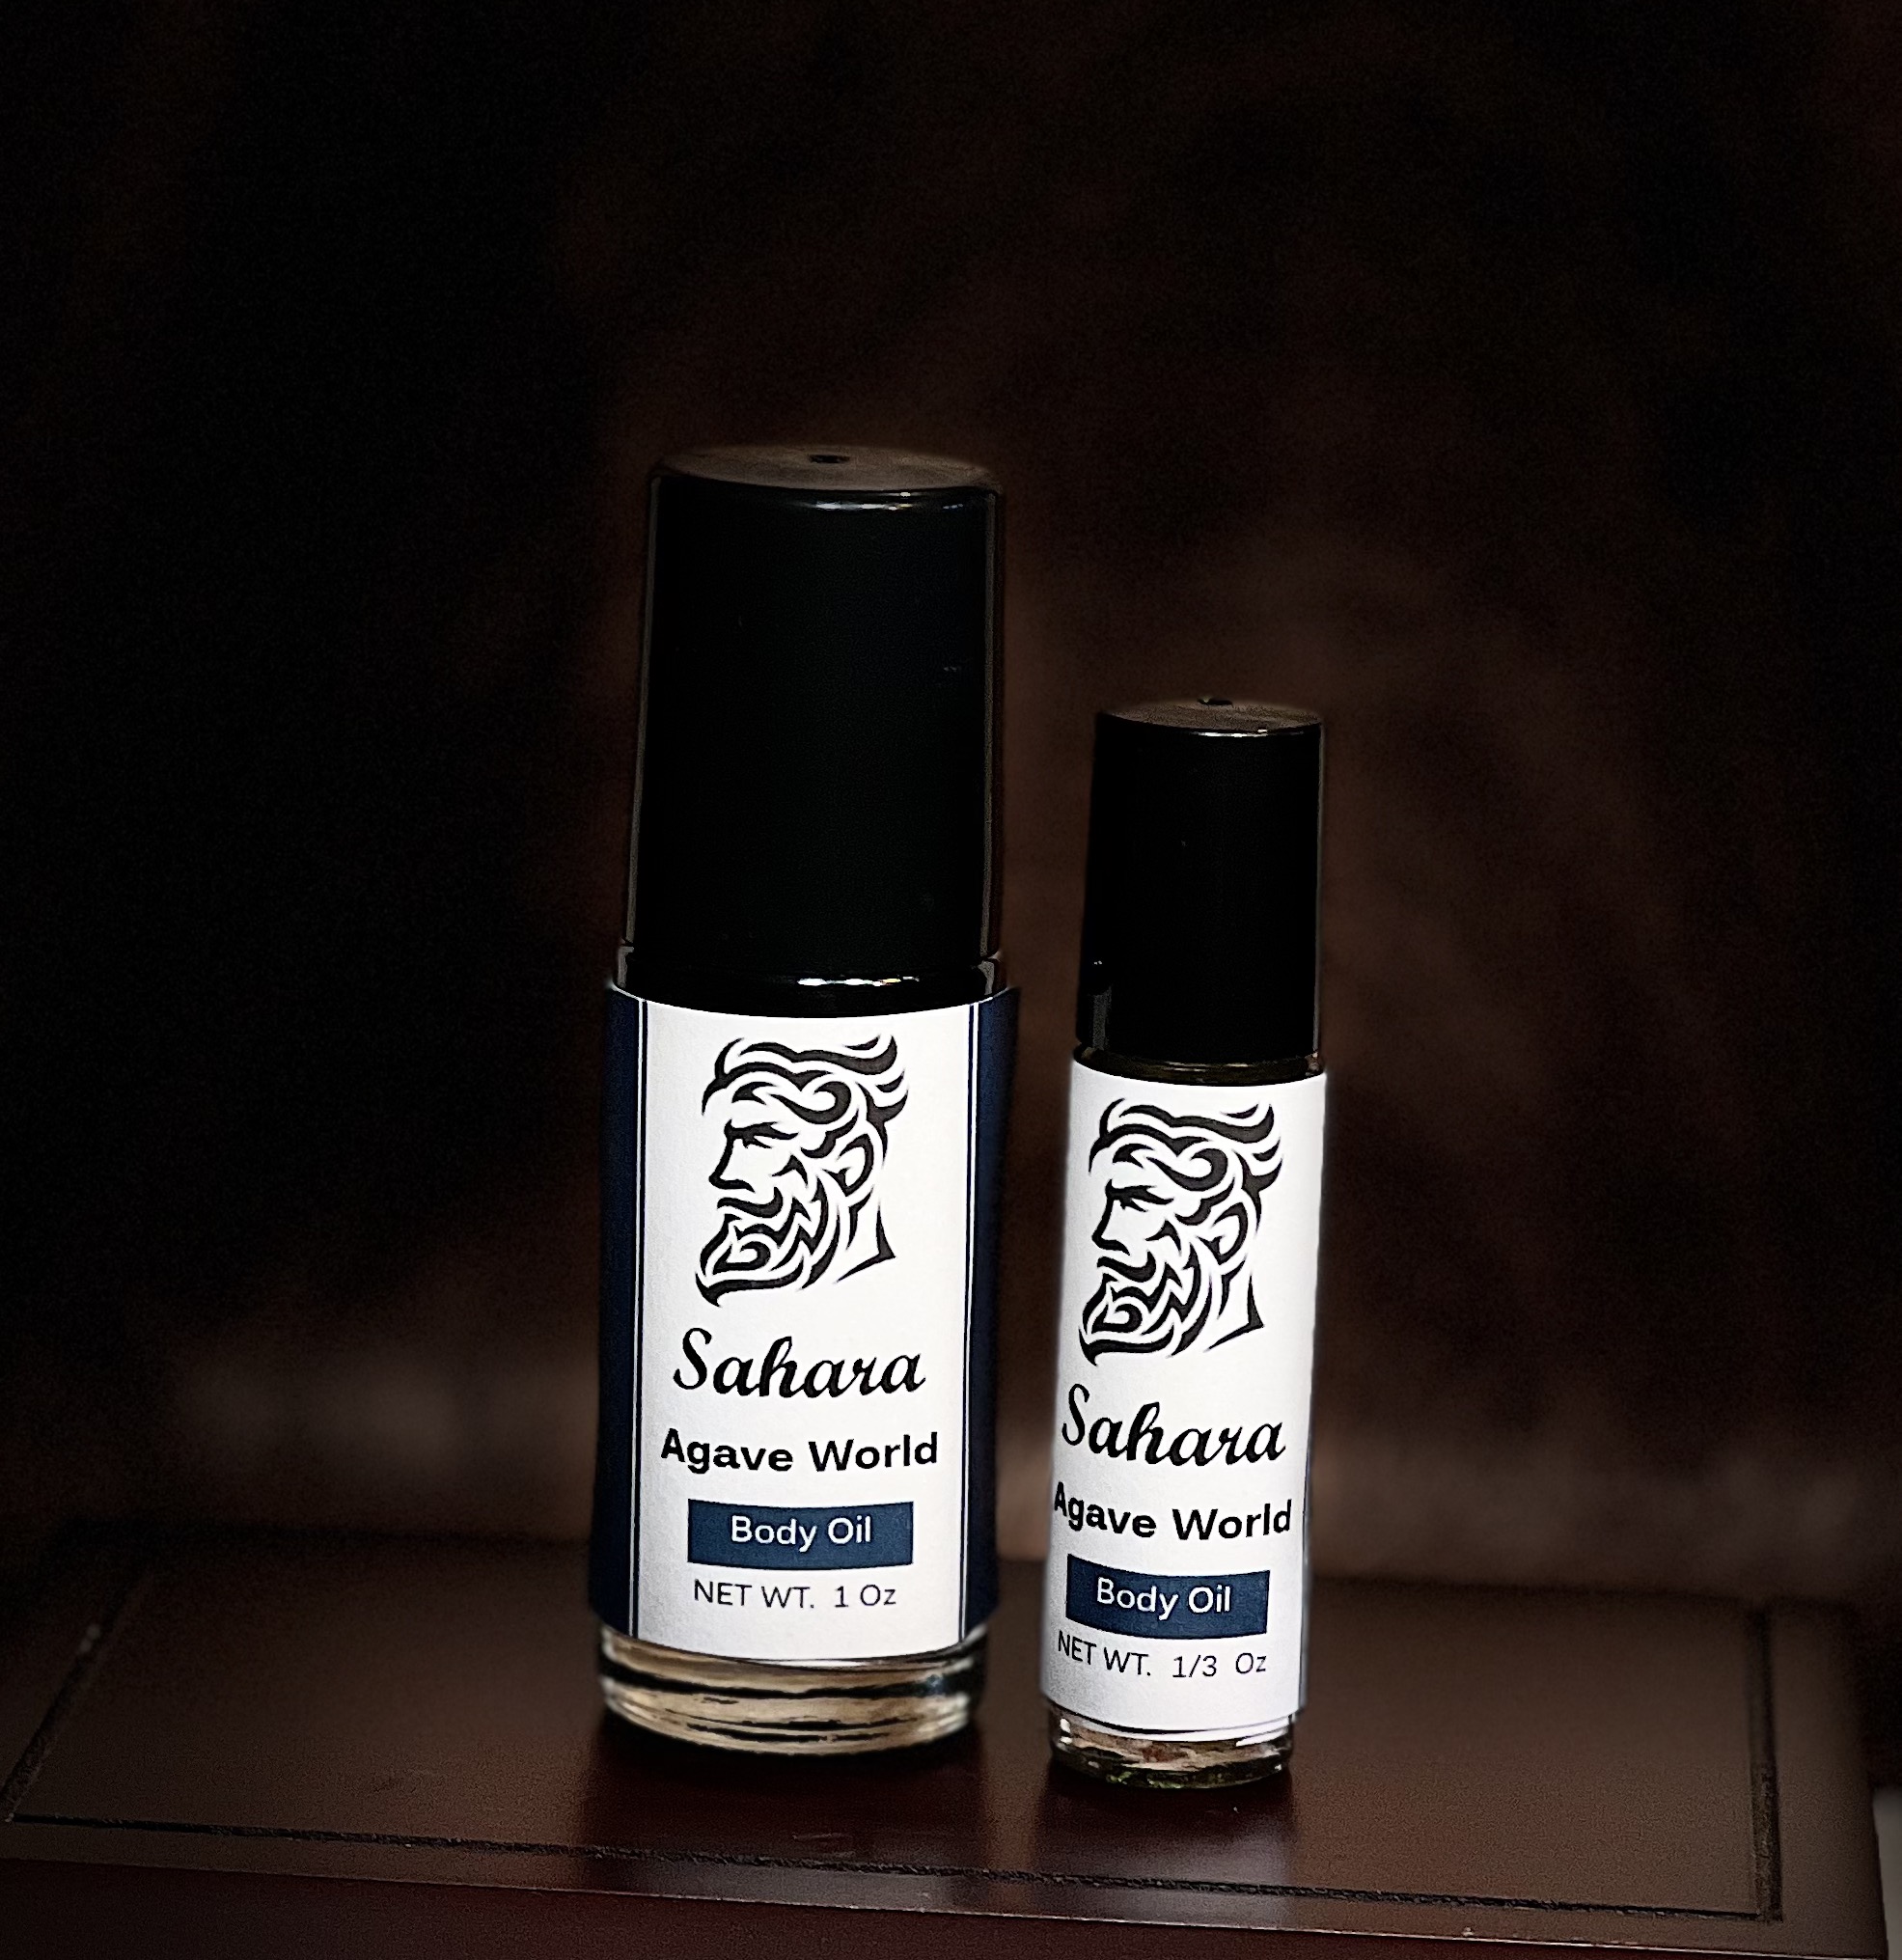 Sahara
Agave World
Body Oil
NET WT. 1 Oz
Sahara
Agave World
Body Oil
NET WT. 1/3 Oz